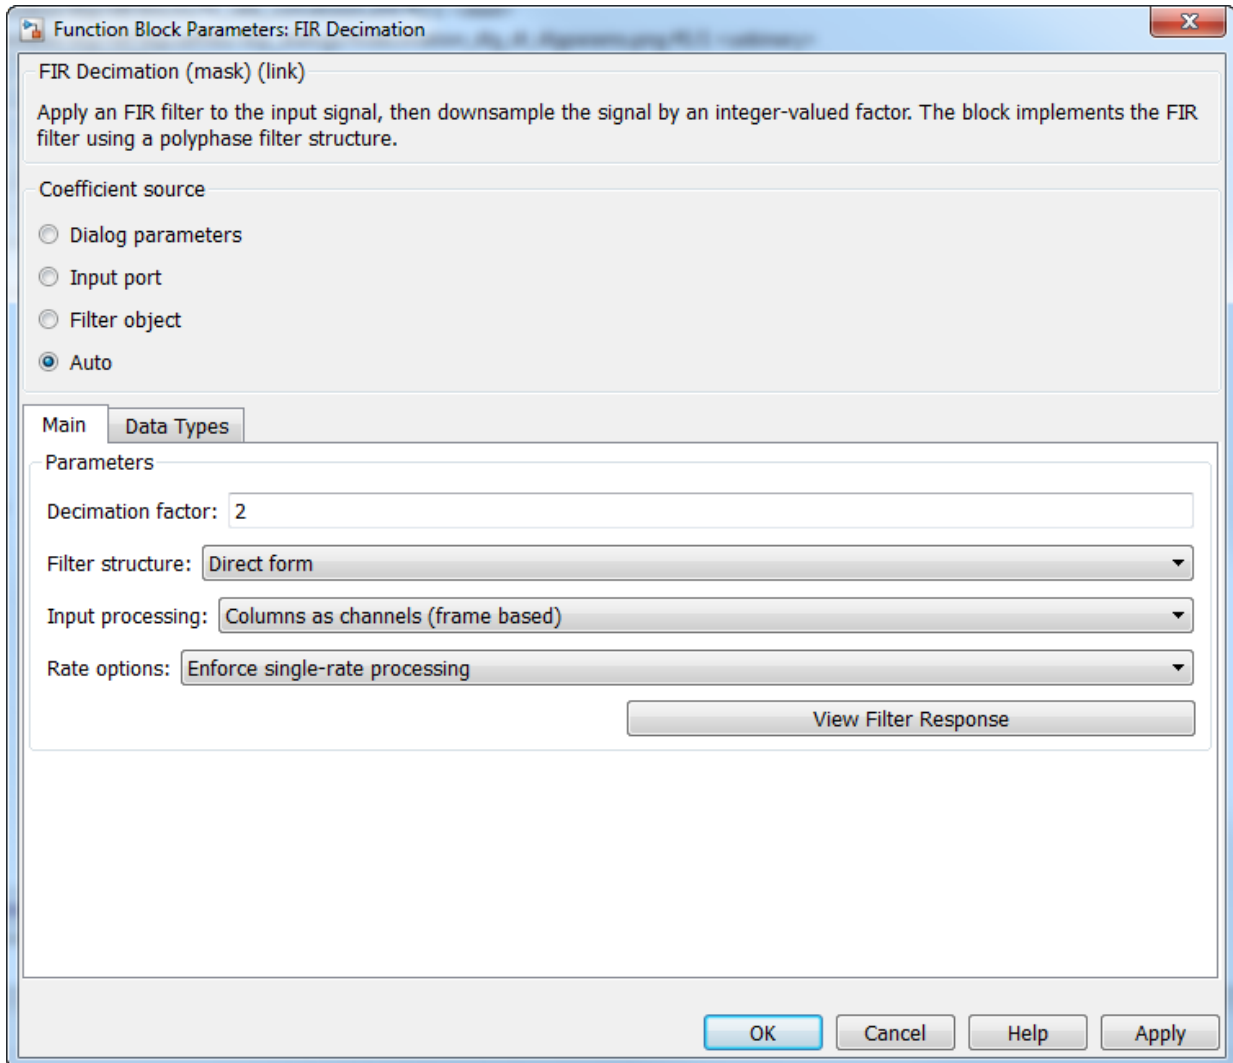 Function Block Parameters: FIR Decimation
FIR Decimation (mask) (link)
Apply an FIR filter to the input signal, then downsample the signal by an integer-valued factor. The block implements the FIR
filter using a polyphase filter structure.
Coefficient source
Dialog parameters
Input port
Filter object
Auto
Main Data Types
Parameters
Decimation factor: 2
Filter structure: Direct form
Input processing: Columns as channels (frame based)
Rate options: Enforce single-rate processing
View Filter Response
OK Cancel Help Apply